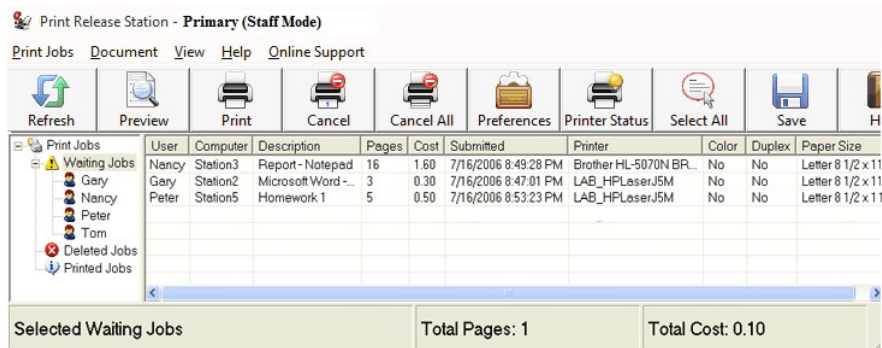 Print Release Station - Primary (Staff Mode)
Print Jobs Document View Help Online Support
Refresh Preview Print Cancel Cancel All Preferences Printer Status Select All Save H
Print Jobs User Computer Description Pages Cost Submitted Printer Color Duplex Paper Size
Waiting Jobs Nancy Station3 Report - Notepad 16 1.60 7/16/2006 8:49:28 PM Brother HL-5070N BR... No No Letter 8 1/2 x 11
Gary Gary Station2 Microsoft Word -... 3 0.30 7/16/2006 8:47:01 PM LAB_HPLaserJ5M No No Letter 8 1/2 x 11
Nancy Peter Station5 Homework 1 5 0.50 7/16/2006 8:53:23 PM LAB_HPLaserJ5M No No Letter 8 1/2 x 11
Peter
Tom
Deleted Jobs
Printed Jobs
Selected Waiting Jobs Total Pages: 1 Total Cost: 0.10